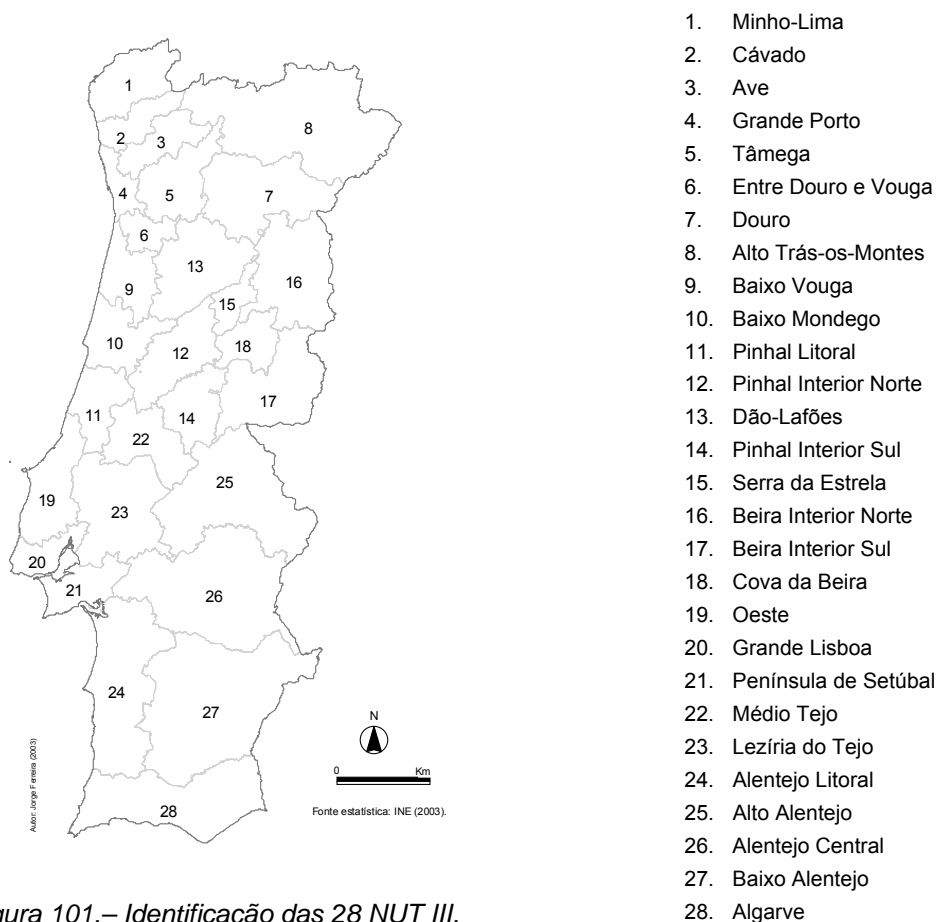 1
2
3
8
4
5
7
6
13
16
9
15
10
12
18
17
11
14
22
25
19
23
20
21
26
24
27
28
N
0 Km
Fonte estatística: INE (2003).
Autor: Jorge Ferreira (2003)
1. Minho-Lima
2. Cávado
3. Ave
4. Grande Porto
5. Tâmega
6. Entre Douro e Vouga
7. Douro
8. Alto Trás-os-Montes
9. Baixo Vouga
10. Baixo Mondego
11. Pinhal Litoral
12. Pinhal Interior Norte
13. Dão-Lafões
14. Pinhal Interior Sul
15. Serra da Estrela
16. Beira Interior Norte
17. Beira Interior Sul
18. Cova da Beira
19. Oeste
20. Grande Lisboa
21. Península de Setúbal
22. Médio Tejo
23. Lezíria do Tejo
24. Alentejo Litoral
25. Alto Alentejo
26. Alentejo Central
27. Baixo Alentejo
28. Algarve
gura 101.– Identificação das 28 NUT III.